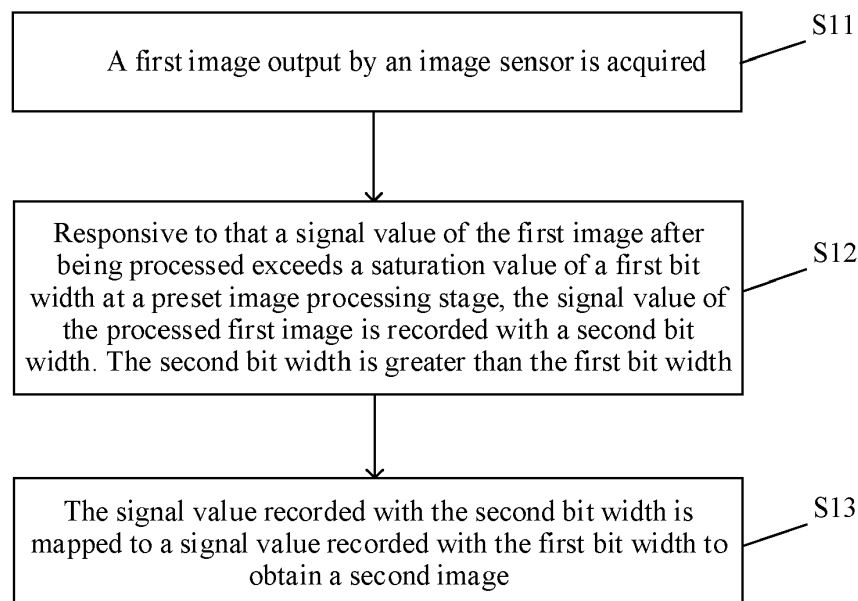 S11
A first image output by an image sensor is acquired
Responsive to that a signal value of the first image after
being processed exceeds a saturation value of a first bit
width at a preset image processing stage, the signal value of
the processed first image is recorded with a second bit
width. The second bit width is greater than the first bit width
S12
The signal value recorded with the second bit width is
mapped to a signal value recorded with the first bit width to
obtain a second image
S13